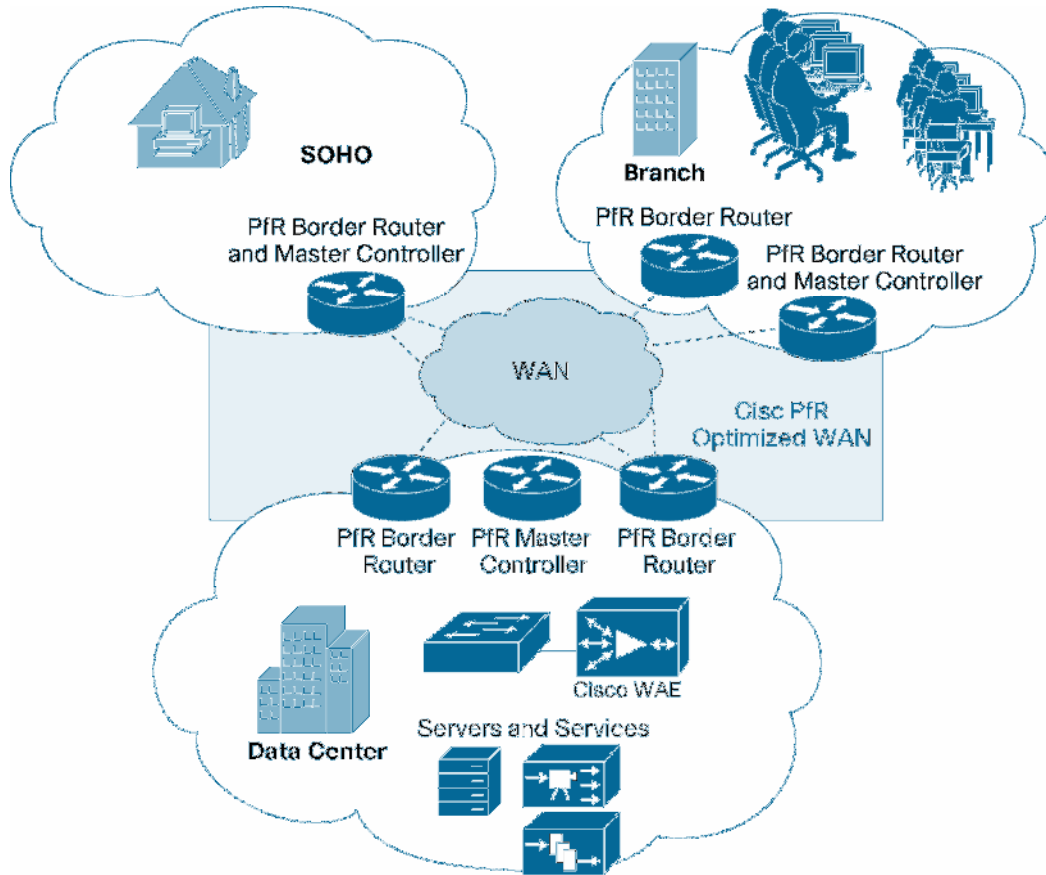 SOHO
PfR Border Router
and Master Controller
Branch
PfR Border Router
PfR Border Router
and Master Controller
WAN
Cisc PfR
Optimized WAN
PfR Border
Router
PfR Master
Controller
PfR Border
Router
Cisco WAE
Data Center
Servers and Services